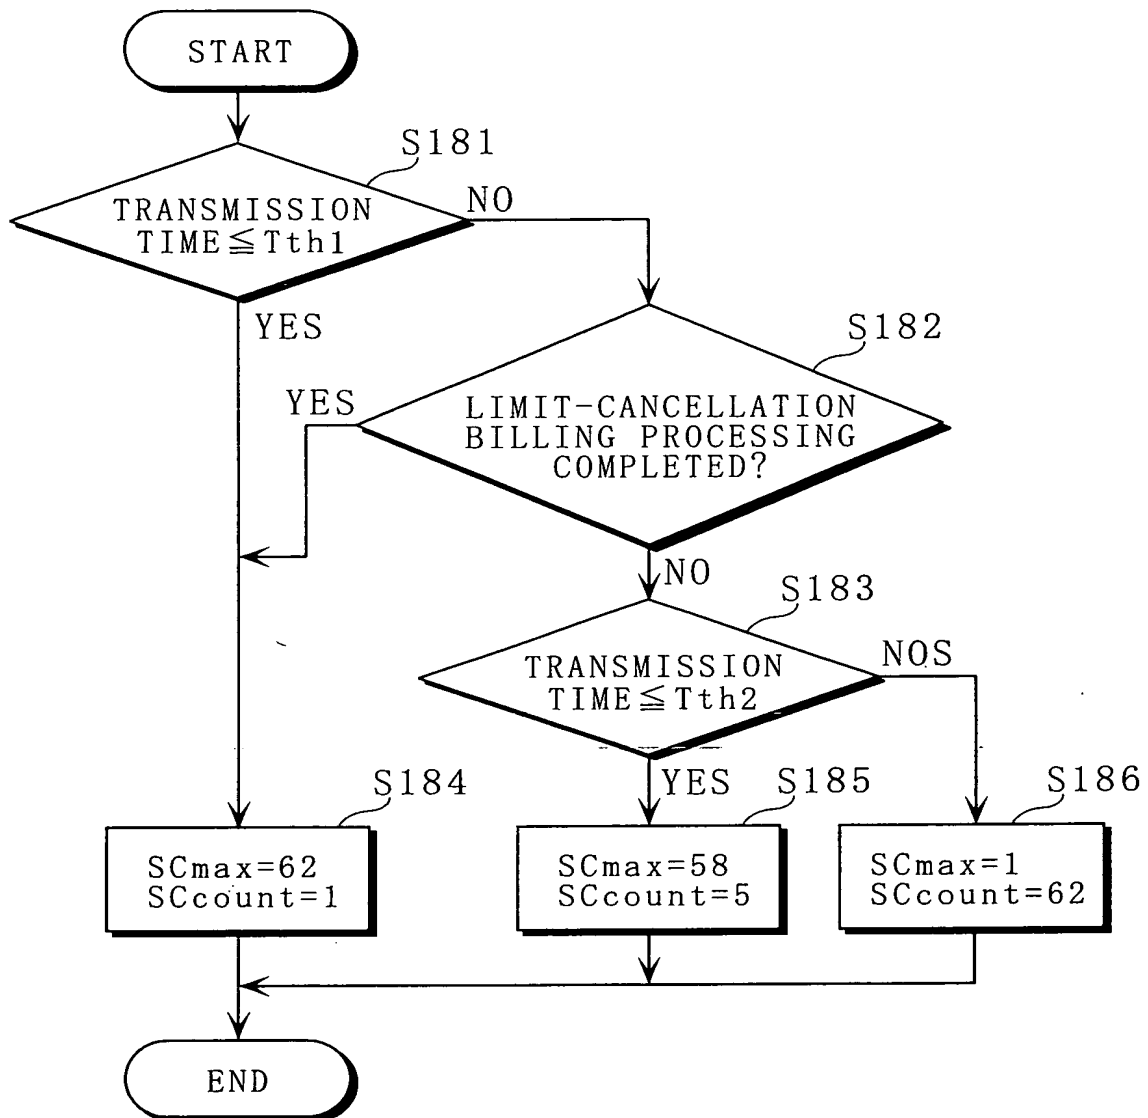 START
S181
TRANSMISSION
TIME≦Tth1
NO
YES
S182
YES
LIMIT-CANCELLATION
BILLING PROCESSING
COMPLETED?
NO
S183
TRANSMISSION
TIME≦Tth2
NOS
YES
S184
SCmax=62
SCcount=1
S185
SCmax=58
SCcount=5
S186
SCmax=1
SCcount=62
END